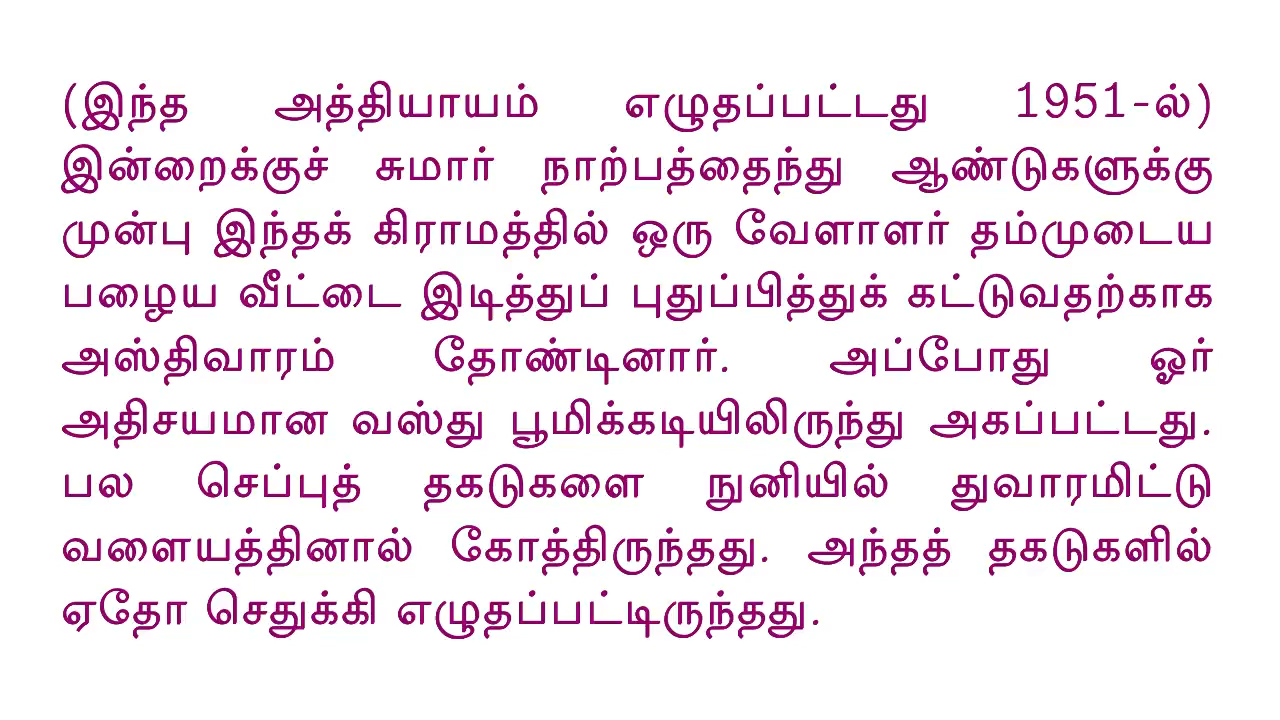 (இந்த அத்தியாயம் எழுதப்பட்டது 1951-ல்)
இன்றைக்குச் சுமார் நாற்பத்தைந்து ஆண்டுகளுக்கு
முன்பு இந்தக் கிராமத்தில் ஒரு வேளாளர் தம்முடைய
பழைய வீட்டை இடித்துப் புதுப்பித்துக் கட்டுவதற்காக
அஸ்திவாரம் தோண்டினார். அப்போது ஓர்
அதிசயமான வஸ்து பூமிக்கடியிலிருந்து அகப்பட்டது.
பல செப்புத் தகடுகளை நுனியில் துவாரமிட்டு
வளையத்தினால் கோத்திருந்தது. அந்தத் தகடுகளில்
ஏதோ செதுக்கி எழுதப்பட்டிருந்தது.